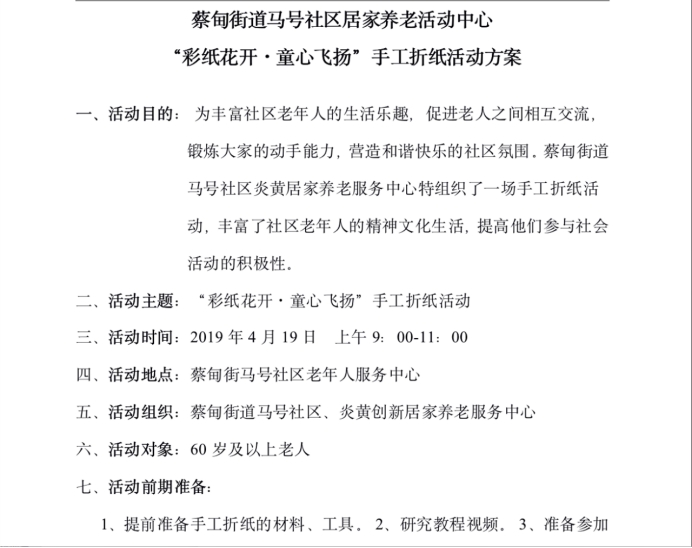 蔡甸街道马号社区居家养老活动中心
“彩纸花开·童心飞扬”手工折纸活动方案
一、活动目的： 为丰富社区老年人的生活乐趣，促进老人之间相互交流，
锻炼大家的动手能力，营造和谐快乐的社区氛围。蔡甸街道
马号社区炎黄居家养老服务中心特组织了一场手工折纸活
动，丰富了社区老年人的精神文化生活，提高他们参与社会
活动的积极性。
二、活动主题：“彩纸花开·童心飞扬”手工折纸活动
三、活动时间：2019 年 4 月 19 日 上午 9：00-11：00
四、活动地点：蔡甸街马号社区老年人服务中心
五、活动组织：蔡甸街道马号社区、炎黄创新居家养老服务中心
六、活动对象：60 岁及以上老人
七、活动前期准备：
1、提前准备手工折纸的材料、工具。2、研究教程视频。3、准备参加